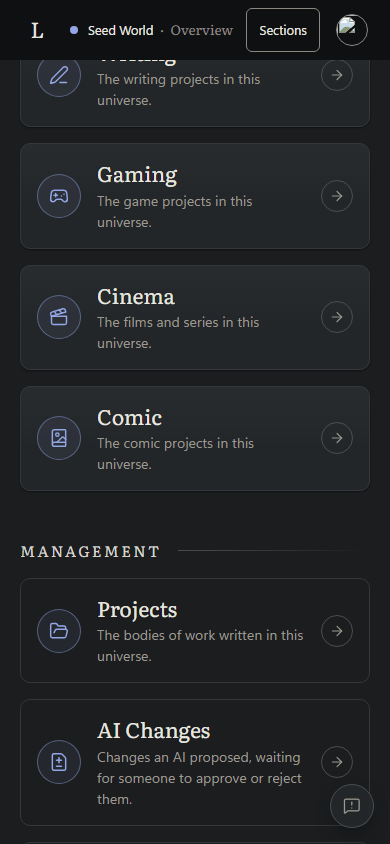 L
Seed World · Overview
Sections
Writing
The writing projects in this
universe.
Gaming
The game projects in this
universe.
Cinema
The films and series in this
universe.
Comic
The comic projects in this
universe.
MANAGEMENT
Projects
The bodies of work written in this
universe.
AI Changes
Changes an AI proposed, waiting
for someone to approve or reject
them.